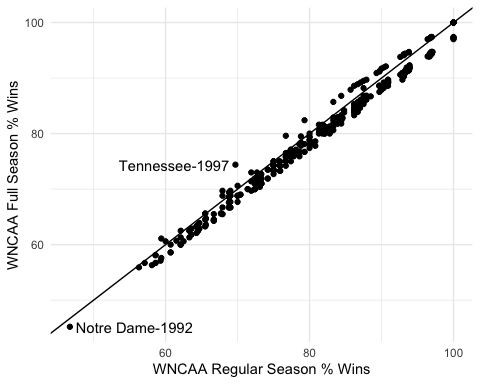 100
80
60
WNCAA Full Season % Wins
Tennessee-1997
Notre Dame-1992
60 80 100
WNCAA Regular Season % Wins